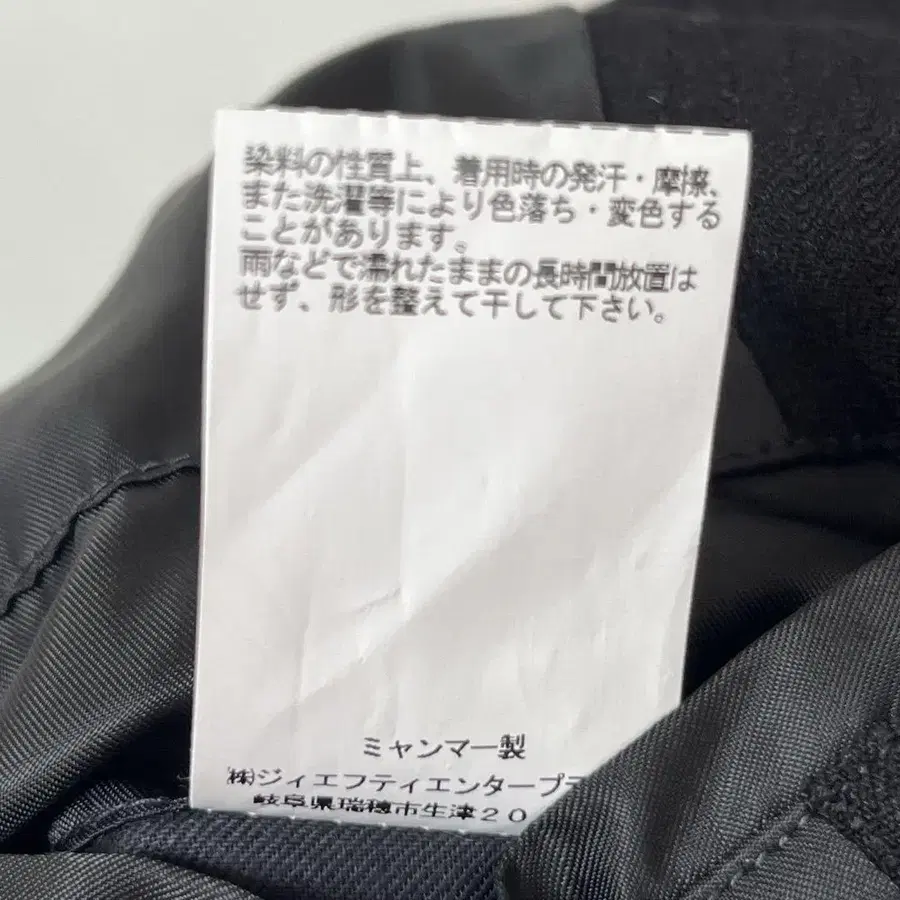 染料の性質上、着用時の発汗・摩擦、
また洗濯等により色落ち・変色する
ことがあります。
雨などで濡れたままの長時間放置は
せず、形を整えて干して下さい。
ミャンマー製
㈱ジィエフティエンタープラ
岐阜県瑞穂市生津20